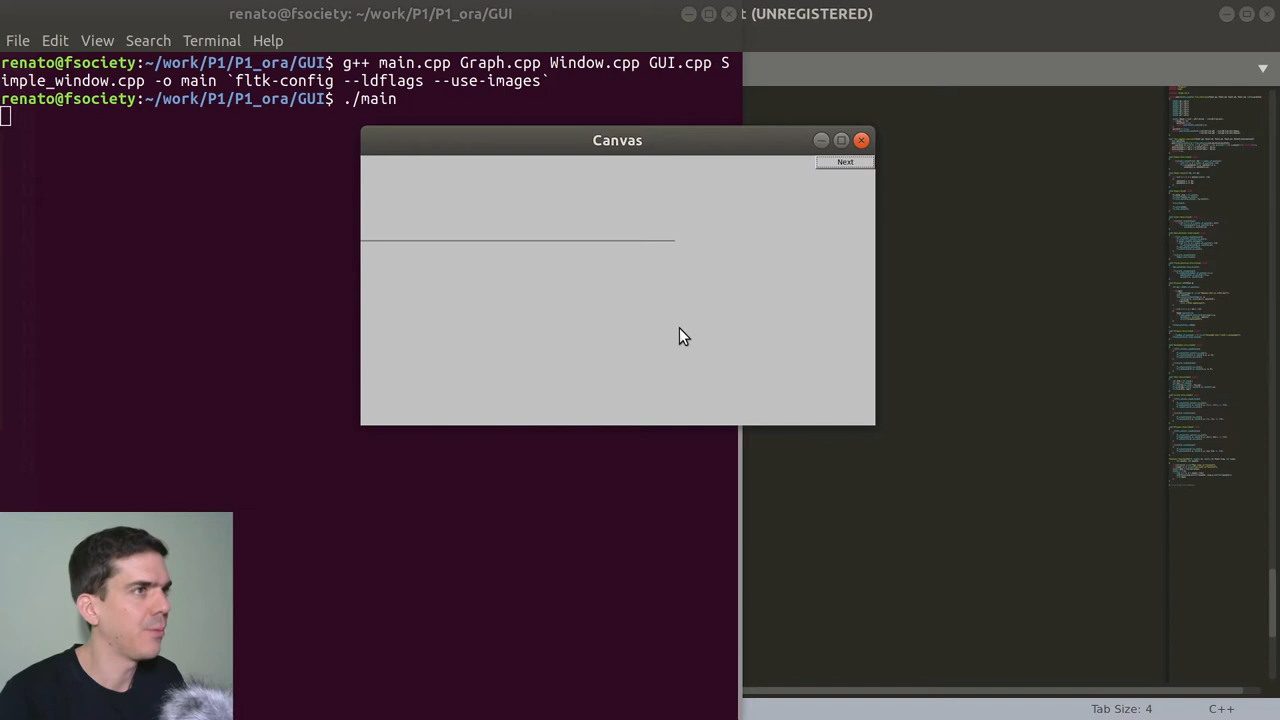 renato@fsociety: ~/work/P1/P1_ora/GUI
t (UNREGISTERED)
File Edit View Search Terminal Help
renato@fsociety:~/work/P1/P1_ora/GUI$ g++ main.cpp Graph.cpp Window.cpp GUI.cpp S
imple_window.cpp -o main `fltk-config --ldflags --use-images`
renato@fsociety:~/work/P1/P1_ora/GUI$ ./main
Canvas
Next
Tab Size: 4
C++